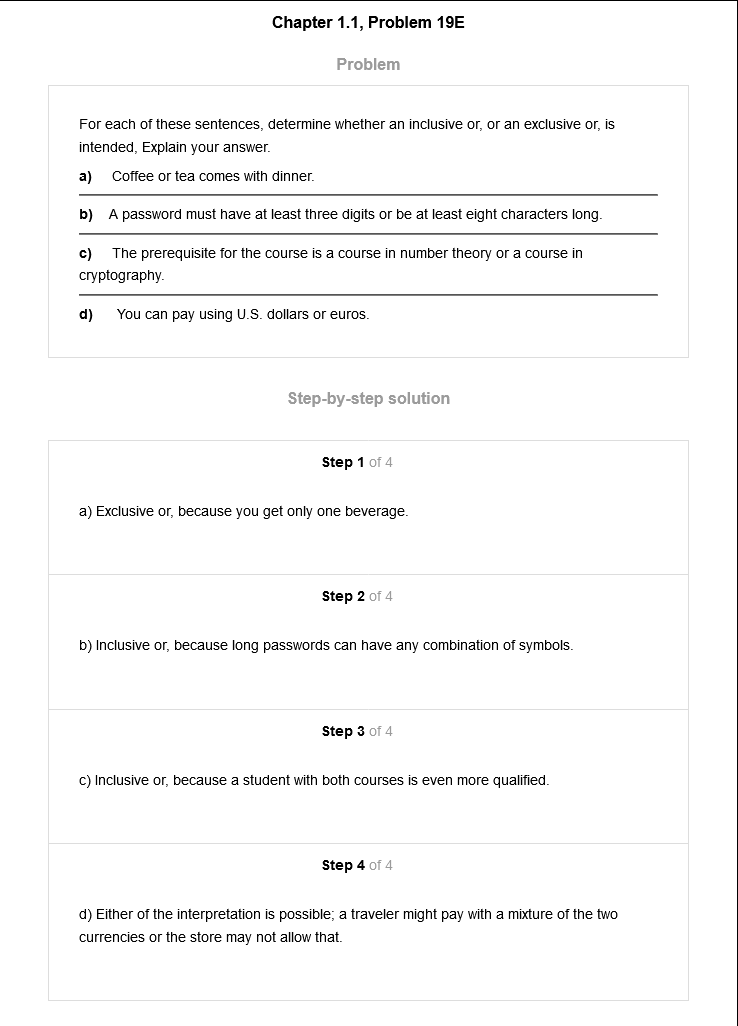 Chapter 1.1, Problem 19E
Problem
For each of these sentences, determine whether an inclusive or, or an exclusive or, is
intended, Explain your answer.
a) Coffee or tea comes with dinner.
b) A password must have at least three digits or be at least eight characters long.
c) The prerequisite for the course is a course in number theory or a course in
cryptography.
d) You can pay using U.S. dollars or euros.
Step-by-step solution
Step 1 of 4
a) Exclusive or, because you get only one beverage.
Step 2 of 4
b) Inclusive or, because long passwords can have any combination of symbols.
Step 3 of 4
c) Inclusive or, because a student with both courses is even more qualified.
Step 4 of 4
d) Either of the interpretation is possible; a traveler might pay with a mixture of the two
currencies or the store may not allow that.